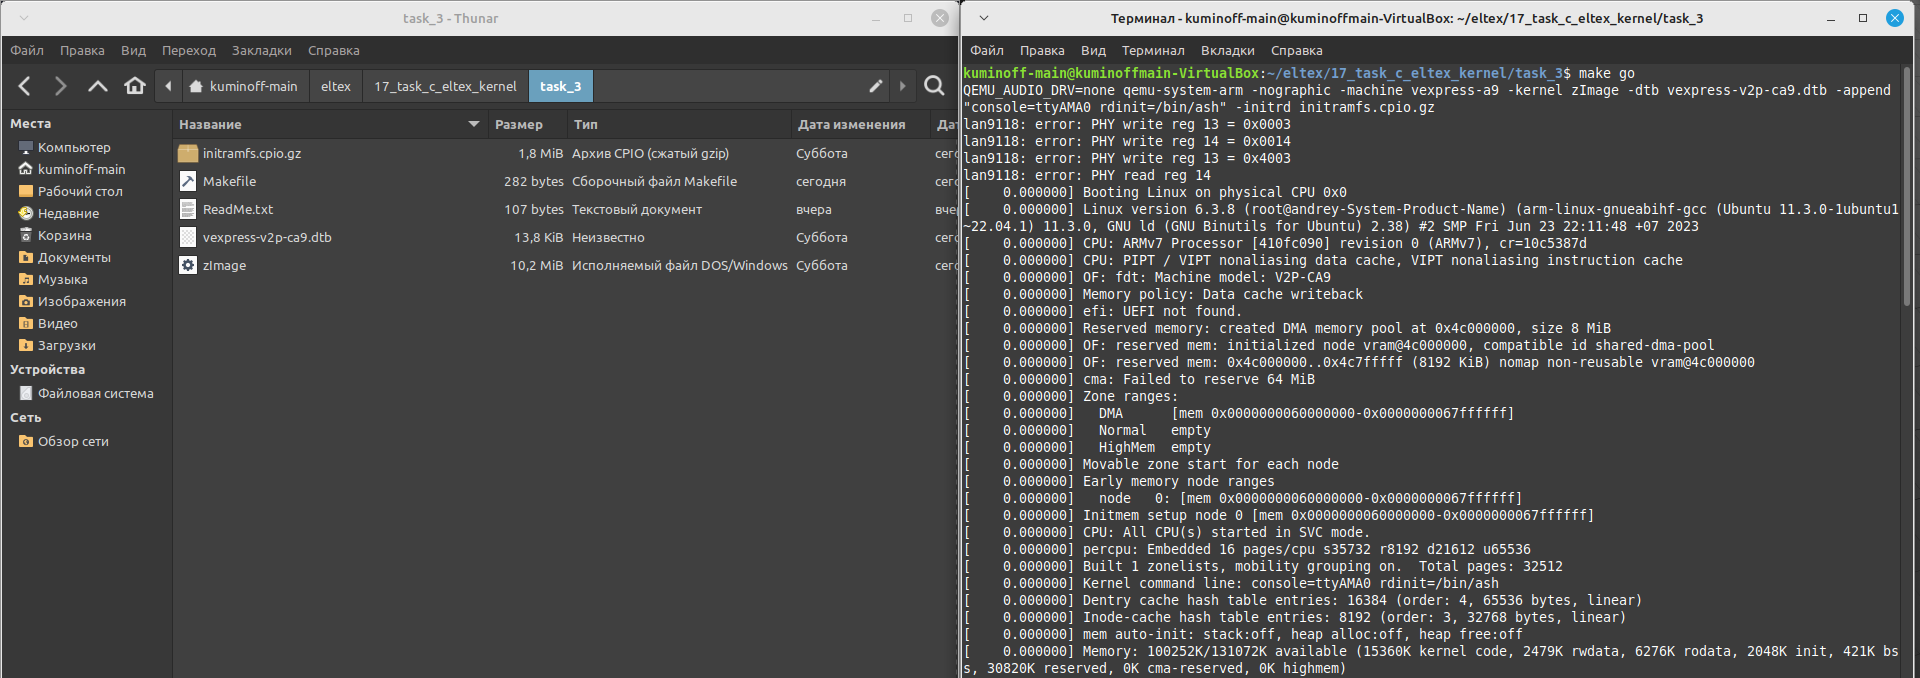 task_3 - Thunar
Файл Правка Вид Переход Закладки Справка
kuminoff-main eltex 17_task_c_eltex_kernel task_3
Места
Компьютер
kuminoff-main
Рабочий стол
Недавние
Корзина
Документы
Музыка
Изображения
Видео
Загрузки
Устройства
Файловая система
Сеть
Обзор сети
Название Размер Тип Дата изменения Дат
initramfs.cpio.gz 1,8 MiB Архив CPIO (сжатый gzip) Суббота сего
Makefile 282 bytes Сборочный файл Makefile сегодня сего
ReadMe.txt 107 bytes Текстовый документ вчера вче
vexpress-v2p-ca9.dtb 13,8 KiB Неизвестно Суббота сего
zImage 10,2 MiB Исполняемый файл DOS/Windows Суббота сего
Терминал - kuminoff-main@kuminoffmain-VirtualBox: ~/eltex/17_task_c_eltex_kernel/task_3
Файл Правка Вид Терминал Вкладки Справка
kuminoff-main@kuminoffmain-VirtualBox:~/eltex/17_task_c_eltex_kernel/task_3$ make go
QEMU_AUDIO_DRV=none qemu-system-arm -nographic -machine vexpress-a9 -kernel zImage -dtb vexpress-v2p-ca9.dtb -append
"console=ttyAMA0 rdinit=/bin/ash" -initrd initramfs.cpio.gz
lan9118: error: PHY write reg 13 = 0x0003
lan9118: error: PHY write reg 14 = 0x0014
lan9118: error: PHY write reg 13 = 0x4003
lan9118: error: PHY read reg 14
[    0.000000] Booting Linux on physical CPU 0x0
[    0.000000] Linux version 6.3.8 (root@andrey-System-Product-Name) (arm-linux-gnueabihf-gcc (Ubuntu 11.3.0-1ubuntu1
~22.04.1) 11.3.0, GNU ld (GNU Binutils for Ubuntu) 2.38) #2 SMP Fri Jun 23 22:11:48 +07 2023
[    0.000000] CPU: ARMv7 Processor [410fc090] revision 0 (ARMv7), cr=10c5387d
[    0.000000] CPU: PIPT / VIPT nonaliasing data cache, VIPT nonaliasing instruction cache
[    0.000000] OF: fdt: Machine model: V2P-CA9
[    0.000000] Memory policy: Data cache writeback
[    0.000000] efi: UEFI not found.
[    0.000000] Reserved memory: created DMA memory pool at 0x4c000000, size 8 MiB
[    0.000000] OF: reserved mem: initialized node vram@4c000000, compatible id shared-dma-pool
[    0.000000] OF: reserved mem: 0x4c000000..0x4c7fffff (8192 KiB) nomap non-reusable vram@4c000000
[    0.000000] cma: Failed to reserve 64 MiB
[    0.000000] Zone ranges:
[    0.000000]   DMA      [mem 0x0000000060000000-0x0000000067ffffff]
[    0.000000]   Normal   empty
[    0.000000]   HighMem  empty
[    0.000000] Movable zone start for each node
[    0.000000] Early memory node ranges
[    0.000000]   node   0: [mem 0x0000000060000000-0x0000000067ffffff]
[    0.000000] Initmem setup node 0 [mem 0x0000000060000000-0x0000000067ffffff]
[    0.000000] CPU: All CPU(s) started in SVC mode.
[    0.000000] percpu: Embedded 16 pages/cpu s35732 r8192 d21612 u65536
[    0.000000] Built 1 zonelists, mobility grouping on.  Total pages: 32512
[    0.000000] Kernel command line: console=ttyAMA0 rdinit=/bin/ash
[    0.000000] Dentry cache hash table entries: 16384 (order: 4, 65536 bytes, linear)
[    0.000000] Inode-cache hash table entries: 8192 (order: 3, 32768 bytes, linear)
[    0.000000] mem auto-init: stack:off, heap alloc:off, heap free:off
[    0.000000] Memory: 100252K/131072K available (15360K kernel code, 2479K rwdata, 6276K rodata, 2048K init, 421K bs
s, 30820K reserved, 0K cma-reserved, 0K highmem)